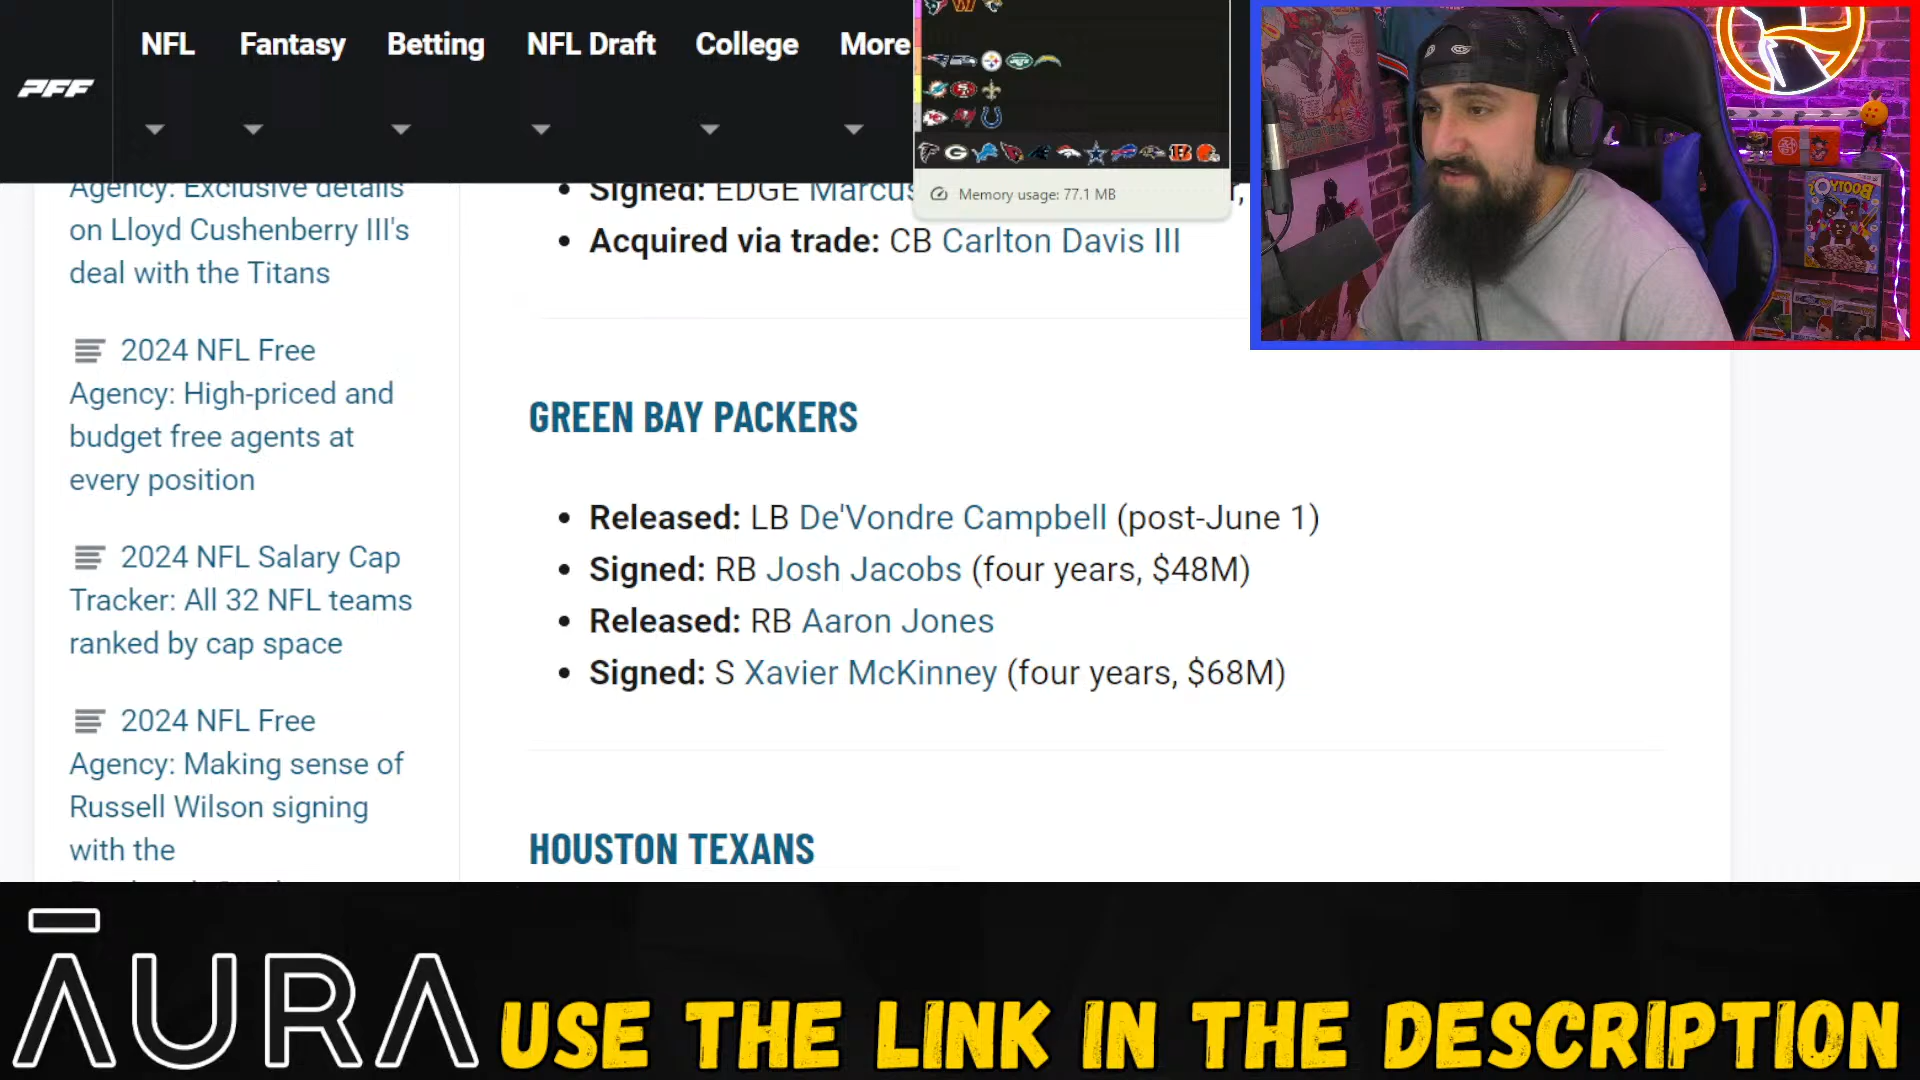 PFF
NFL
Fantasy
Betting
NFL Draft
College
More
Memory usage: 77.1 MB
Agency: Exclusive details
on Lloyd Cushenberry III's
deal with the Titans
2024 NFL Free
Agency: High-priced and
budget free agents at
every position
2024 NFL Salary Cap
Tracker: All 32 NFL teams
ranked by cap space
2024 NFL Free
Agency: Making sense of
Russell Wilson signing
with the
Signed: EDGE Marcus
Acquired via trade: CB Carlton Davis III
GREEN BAY PACKERS
Released: LB De'Vondre Campbell (post-June 1)
Signed: RB Josh Jacobs (four years, $48M)
Released: RB Aaron Jones
Signed: S Xavier McKinney (four years, $68M)
HOUSTON TEXANS
ĀURA
USE THE LINK IN THE DESCRIPTION